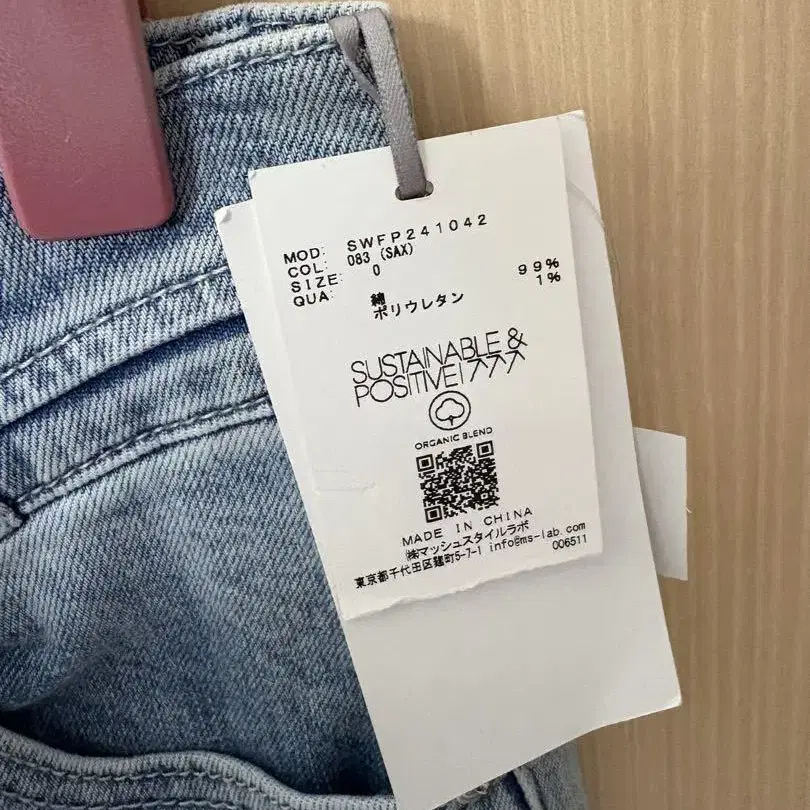 MOD: SWFP241042
COL: 083 (SAX)
SIZE: 0
QUA: 綿 99%
ポリウレタン 1%
SUSTAINABLE &
POSITIVE!
ORGANIC BLEND
MADE IN CHINA
㈱マッシュスタイルラボ
東京都千代田区麹町5-7-1 info@ms-lab.com
006511